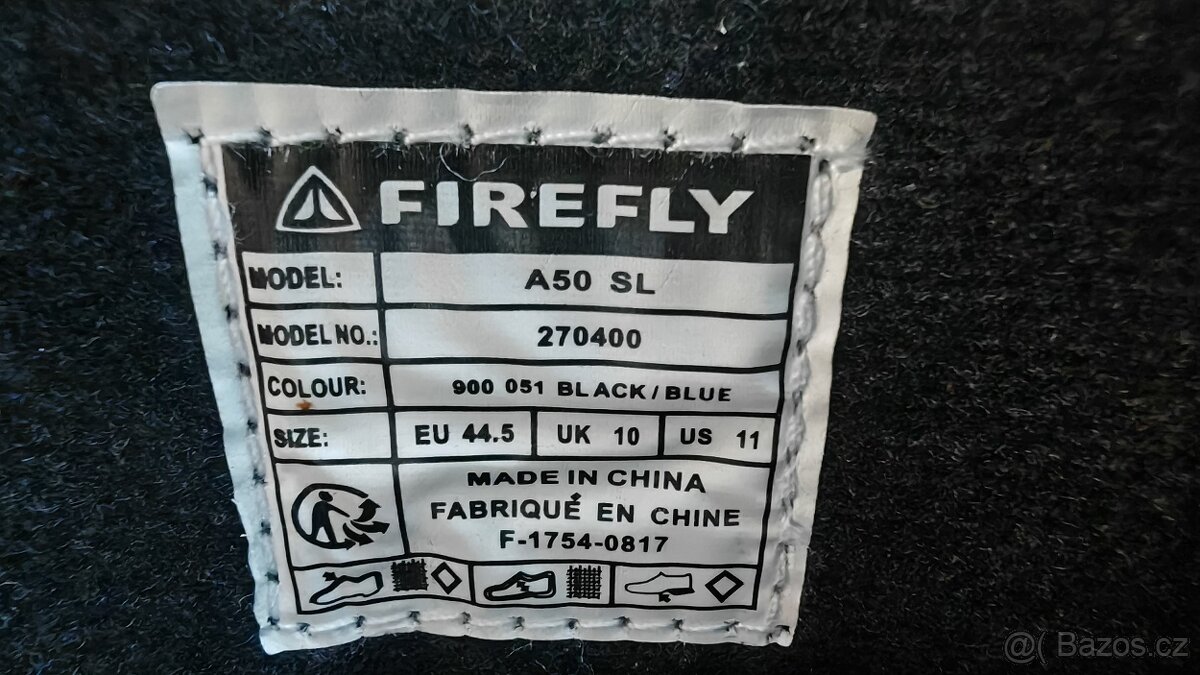 FIREFLY
MODEL: A50 SL
MODEL NO.: 270400
COLOUR: 900 051 BLACK/BLUE
SIZE: EU 44.5 UK 10 US 11
MADE IN CHINA
FABRIQUÉ EN CHINE
F-1754-0817
@( Bazos.cz